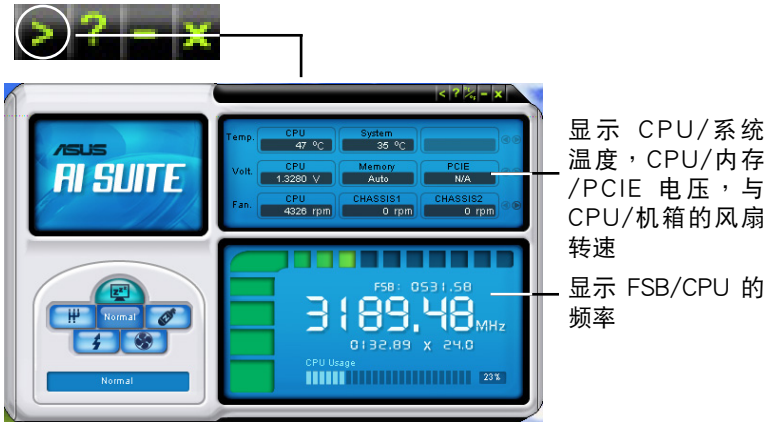 > ? - x
< ? °C/°F - x
ASUS
AI SUITE
Temp. CPU System
47 °C 35 °C
Volt. CPU Memory PCIE
1.3280 V Auto N/A
Fan. CPU CHASSIS1 CHASSIS2
4326 rpm 0 rpm 0 rpm
显示 CPU/系统
温度，CPU/内存
/PCIE 电压，与
CPU/机箱的风扇
转速
FSB: 0531.58
3189.48 MHz
0132.89 x 24.0
CPU Usage
23%
显示 FSB/CPU 的
频率
zzz
Normal
Normal